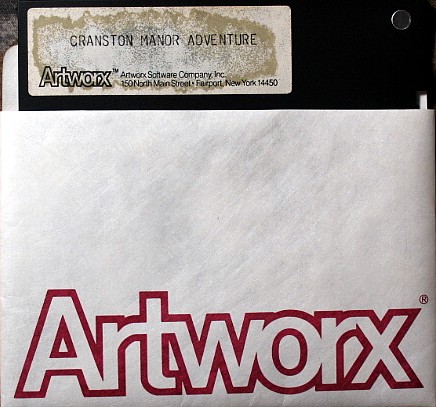 CRANSTON MANOR ADVENTURE
Artworx™ Artworx Software Company, Inc.
150 North Main Street • Fairport, New York 14450
Artworx®